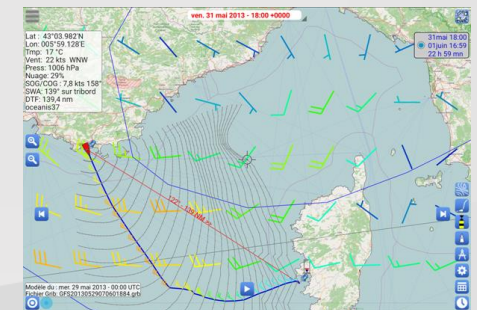 ven. 31 mai 2013 - 18:00 +0000
Lat : 43°03.982'N
Lon: 005°59.128'E
Tmp: 17 °C
Vent: 22 kts WNW
Press: 1006 hPa
Nuage: 29%
SOG/COG : 7,8 kts 158°
SWA: 139° sur tribord
DTF: 139,4 nm
oceanis37
31mai 18:00
01juin 16:59
22 h 59 mn
Modèle du : mer. 29 mai 2013 - 00:00 UTC
Fichier Grib: GFS20130529070601884.grb